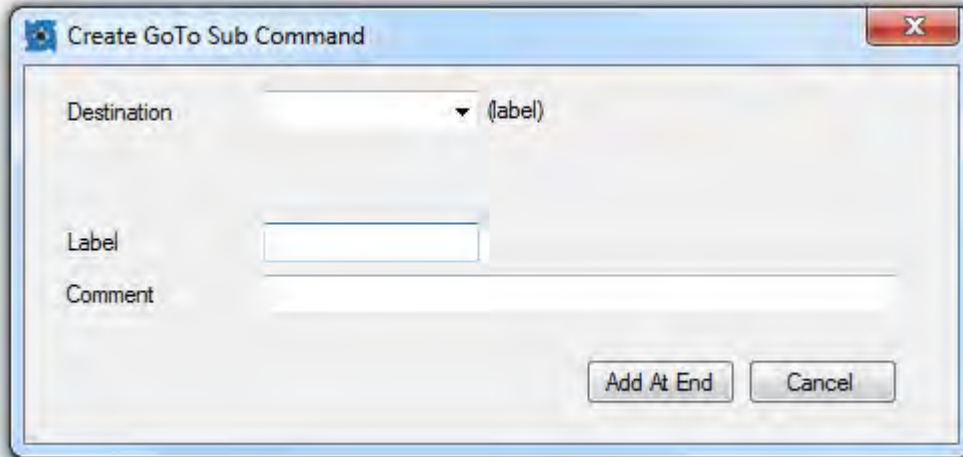 Create GoTo Sub Command
Destination (label)
Label
Comment
Add At End Cancel